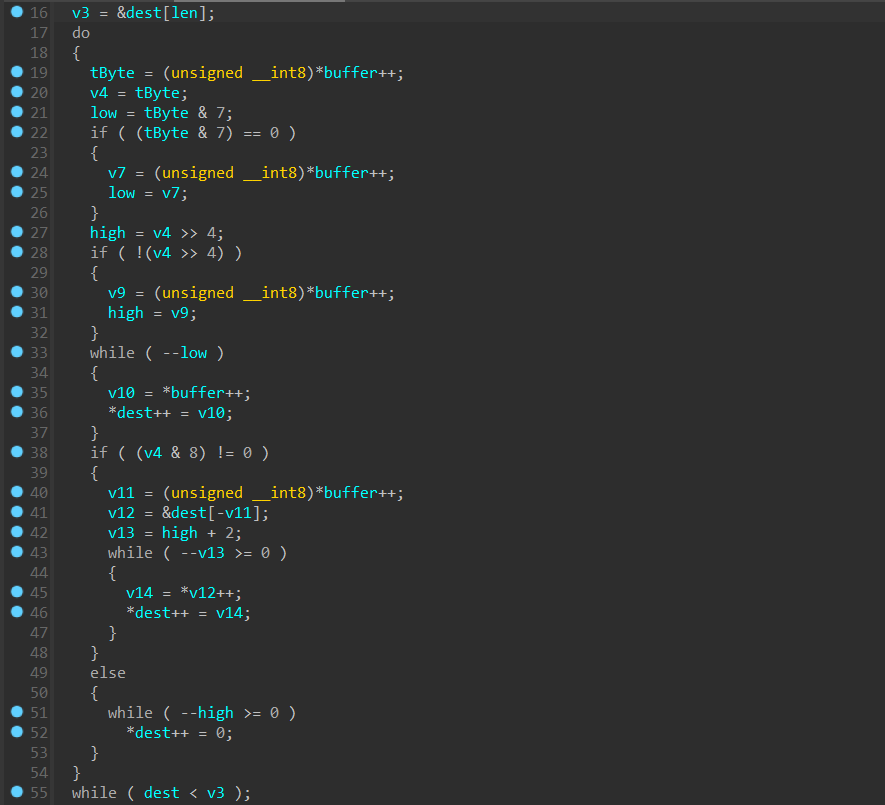 16 v3 = &dest[len];
17 do
18 {
19 tByte = (unsigned __int8)*buffer++;
20 v4 = tByte;
21 low = tByte & 7;
22 if ( (tByte & 7) == 0 )
23 {
24 v7 = (unsigned __int8)*buffer++;
25 low = v7;
26 }
27 high = v4 >> 4;
28 if ( !(v4 >> 4) )
29 {
30 v9 = (unsigned __int8)*buffer++;
31 high = v9;
32 }
33 while ( --low )
34 {
35 v10 = *buffer++;
36 *dest++ = v10;
37 }
38 if ( (v4 & 8) != 0 )
39 {
40 v11 = (unsigned __int8)*buffer++;
41 v12 = &dest[-v11];
42 v13 = high + 2;
43 while ( --v13 >= 0 )
44 {
45 v14 = *v12++;
46 *dest++ = v14;
47 }
48 }
49 else
50 {
51 while ( --high >= 0 )
52 *dest++ = 0;
53 }
54 }
55 while ( dest < v3 );